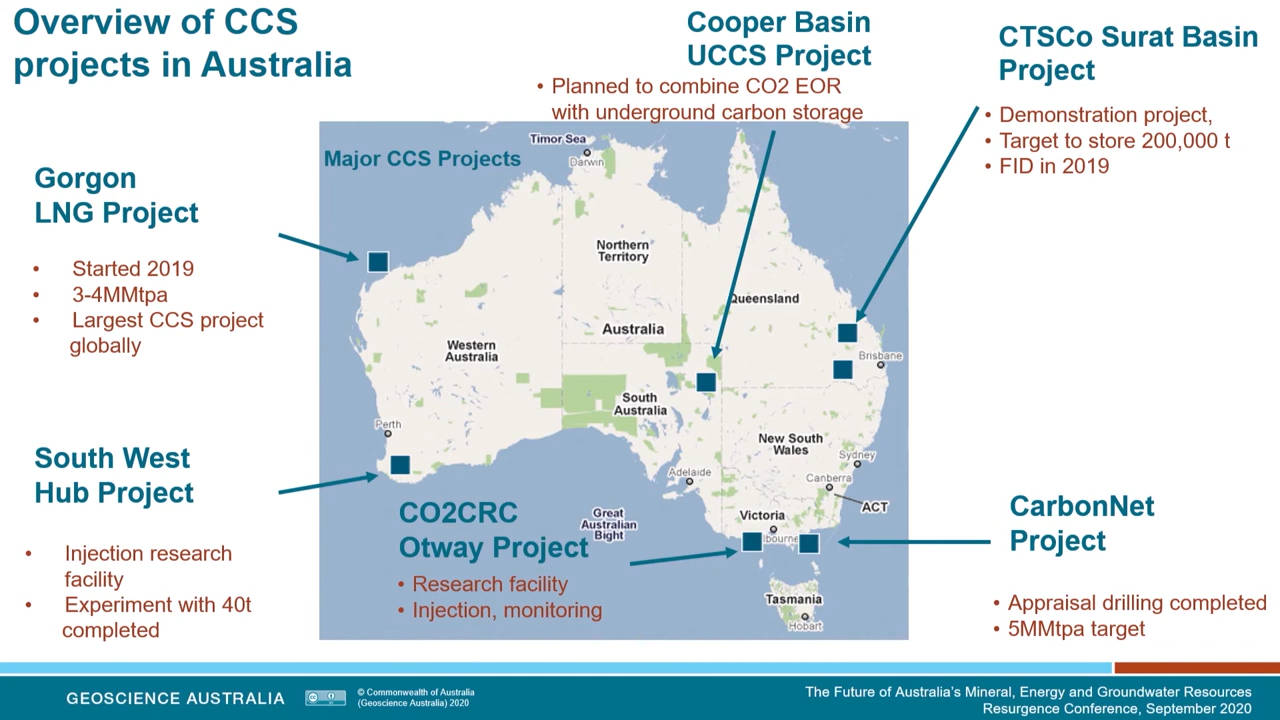 Overview of CCS
projects in Australia
Cooper Basin
UCCS Project
• Planned to combine CO2 EOR
with underground carbon storage
CTSCo Surat Basin
Project
• Demonstration project,
• Target to store 200,000 t
• FID in 2019
Gorgon
LNG Project
• Started 2019
• 3-4MMtpa
• Largest CCS project
globally
South West
Hub Project
• Injection research
facility
• Experiment with 40t
completed
Major CCS Projects
Timor Sea
Darwin
Northern
Territory
Queensland
Australia
Western
Australia
Brisbane
South
Australia
Perth
New South
Wales
Sydney
Adelaide
Canberra
ACT
Great
Australian
Bight
Victoria
lbourne
Tasmania
Hobart
CO2CRC
Otway Project
• Research facility
• Injection, monitoring
CarbonNet
Project
• Appraisal drilling completed
• 5MMtpa target
GEOSCIENCE AUSTRALIA
© Commonwealth of Australia
(Geoscience Australia) 2020
The Future of Australia's Mineral, Energy and Groundwater Resources
Resurgence Conference, September 2020